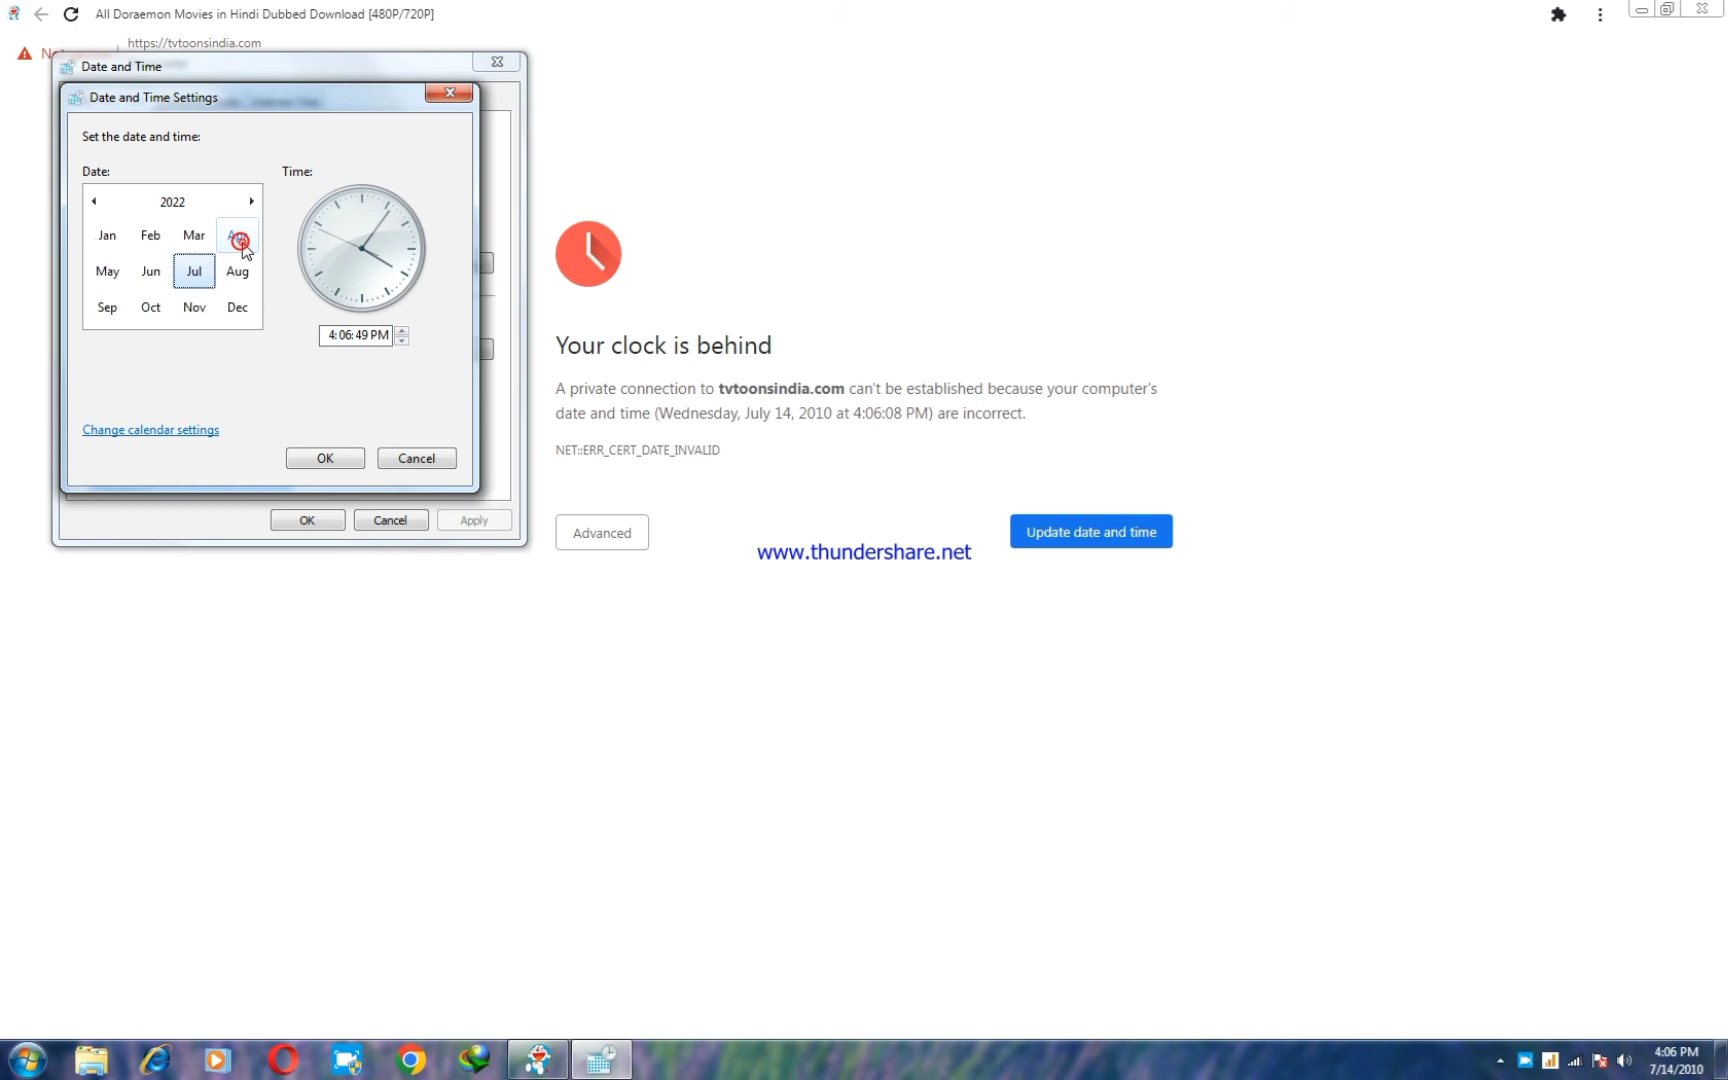 All Doraemon Movies in Hindi Dubbed Download [480P/720P]
https://tvtoonsindia.com
Date and Time
Date and Time Settings
Set the date and time:
Date:
Time:
2022
Jan Feb Mar
May Jun Jul Aug
Sep Oct Nov Dec
4:06:49 PM
Change calendar settings
OK Cancel
OK Cancel Apply
Your clock is behind
A private connection to tvtoonsindia.com can't be established because your computer's
date and time (Wednesday, July 14, 2010 at 4:06:08 PM) are incorrect.
NET::ERR_CERT_DATE_INVALID
Advanced
Update date and time
www.thundershare.net
4:06 PM
7/14/2010